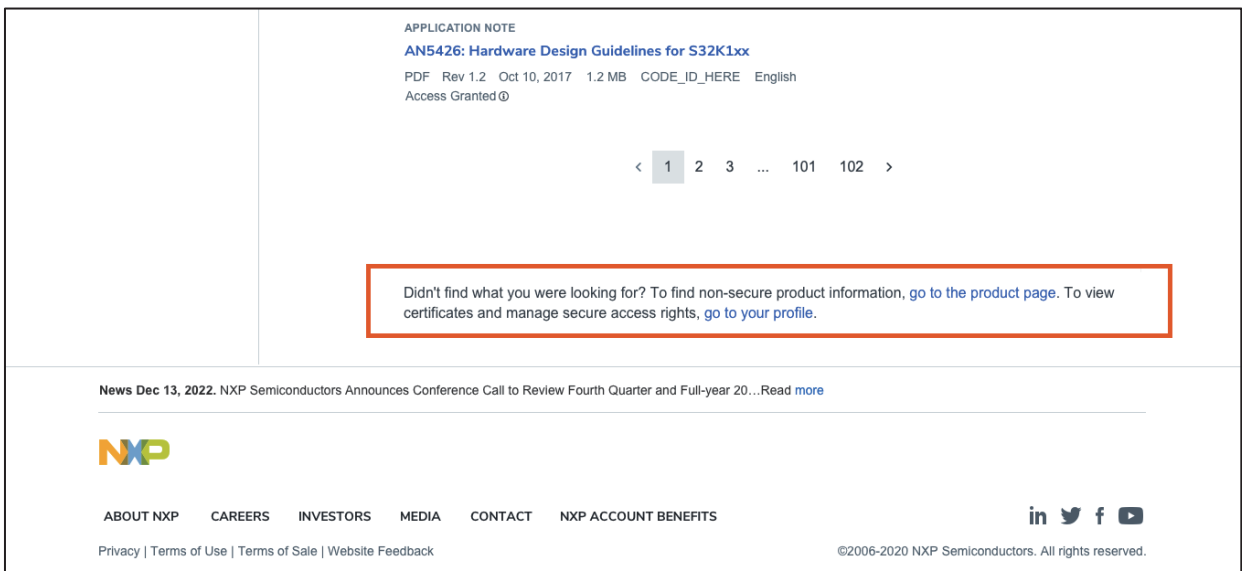 APPLICATION NOTE
AN5426: Hardware Design Guidelines for S32K1xx
PDF Rev 1.2 Oct 10, 2017 1.2 MB CODE_ID_HERE English
Access Granted
< 1 2 3 ... 101 102 >
Didn't find what you were looking for? To find non-secure product information, go to the product page. To view
certificates and manage secure access rights, go to your profile.
News Dec 13, 2022. NXP Semiconductors Announces Conference Call to Review Fourth Quarter and Full-year 20...Read more
NXP
ABOUT NXP CAREERS INVESTORS MEDIA CONTACT NXP ACCOUNT BENEFITS
Privacy | Terms of Use | Terms of Sale | Website Feedback
©2006-2020 NXP Semiconductors. All rights reserved.